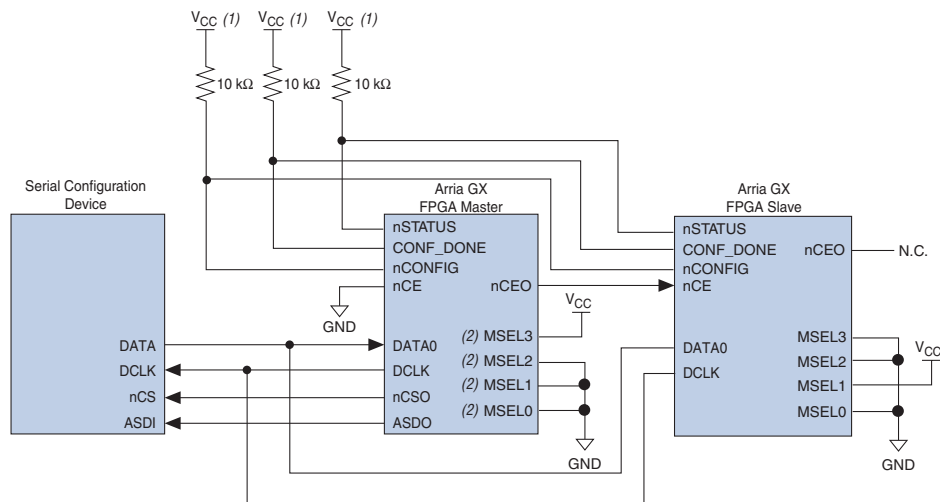 VCC (1) VCC (1) VCC (1)
10 kΩ 10 kΩ 10 kΩ
Serial Configuration
Device
DATA
DCLK
nCS
ASDI
Arria GX
FPGA Master
nSTATUS
CONF_DONE
nCONFIG
nCE
nCEO
GND
DATA0
DCLK
nCSO
ASDO
VCC
(2) MSEL3
(2) MSEL2
(2) MSEL1
(2) MSEL0
GND
Arria GX
FPGA Slave
nSTATUS
CONF_DONE
nCONFIG
nCE
nCEO
N.C.
DATA0
DCLK
MSEL3
MSEL2
MSEL1
MSEL0
VCC
GND